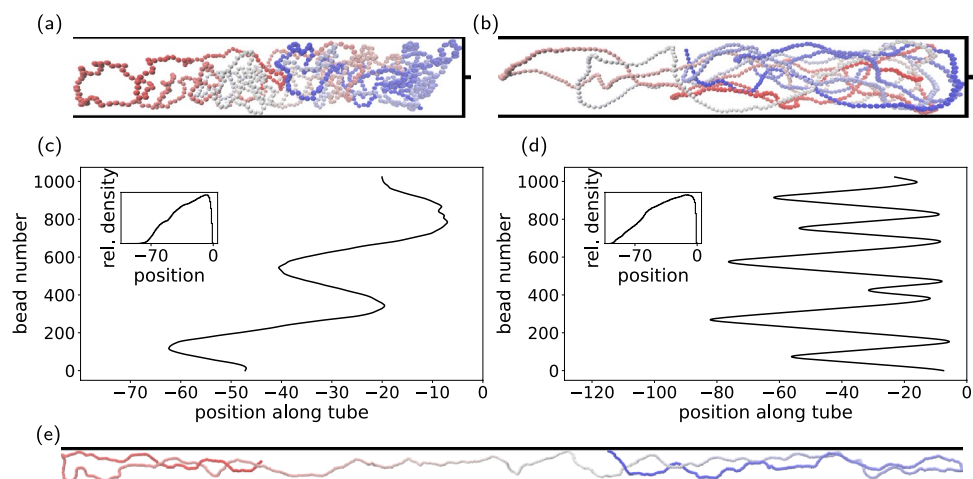 (a)
(b)
(c)
(d)
1000
800
600
400
200
0
bead number
rel. density
−70
0
position
−70
−60
−50
−40
−30
−20
−10
0
position along tube
1000
800
600
400
200
0
bead number
rel. density
−70
0
position
−120
−100
−80
−60
−40
−20
0
position along tube
(e)